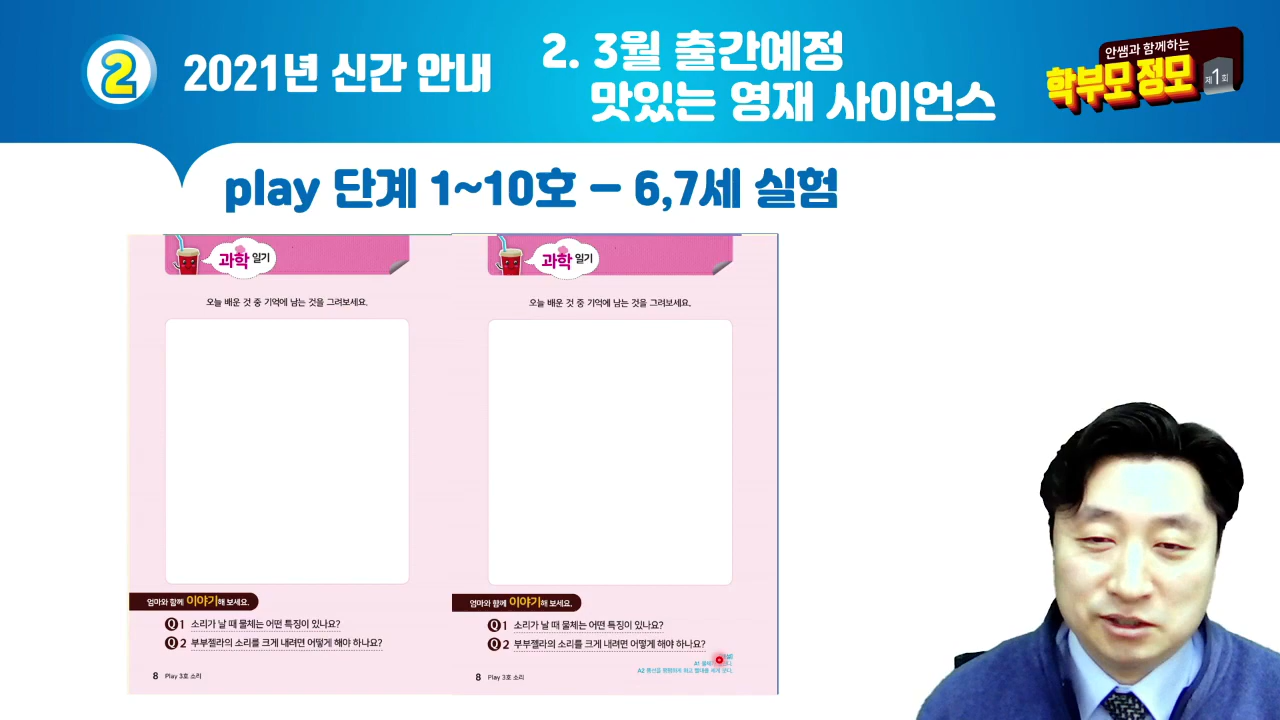 2
2021년 신간 안내
2. 3월 출간예정
맛있는 영재 사이언스
안쌤과 함께하는
학부모 정모
제1회
play 단계 1~10호 – 6,7세 실험
과학 일기
오늘 배운 것 중 기억에 남는 것을 그려보세요.
엄마와 함께 이야기해 보세요.
Q1 소리가 날 때 물체는 어떤 특징이 있나요?
Q2 부부젤라의 소리를 크게 내려면 어떻게 해야 하나요?
8 Play 3호 소리
과학 일기
오늘 배운 것 중 기억에 남는 것을 그려보세요.
엄마와 함께 이야기해 보세요.
Q1 소리가 날 때 물체는 어떤 특징이 있나요?
Q2 부부젤라의 소리를 크게 내려면 어떻게 해야 하나요?
A1
A2
8 Play 3호 소리